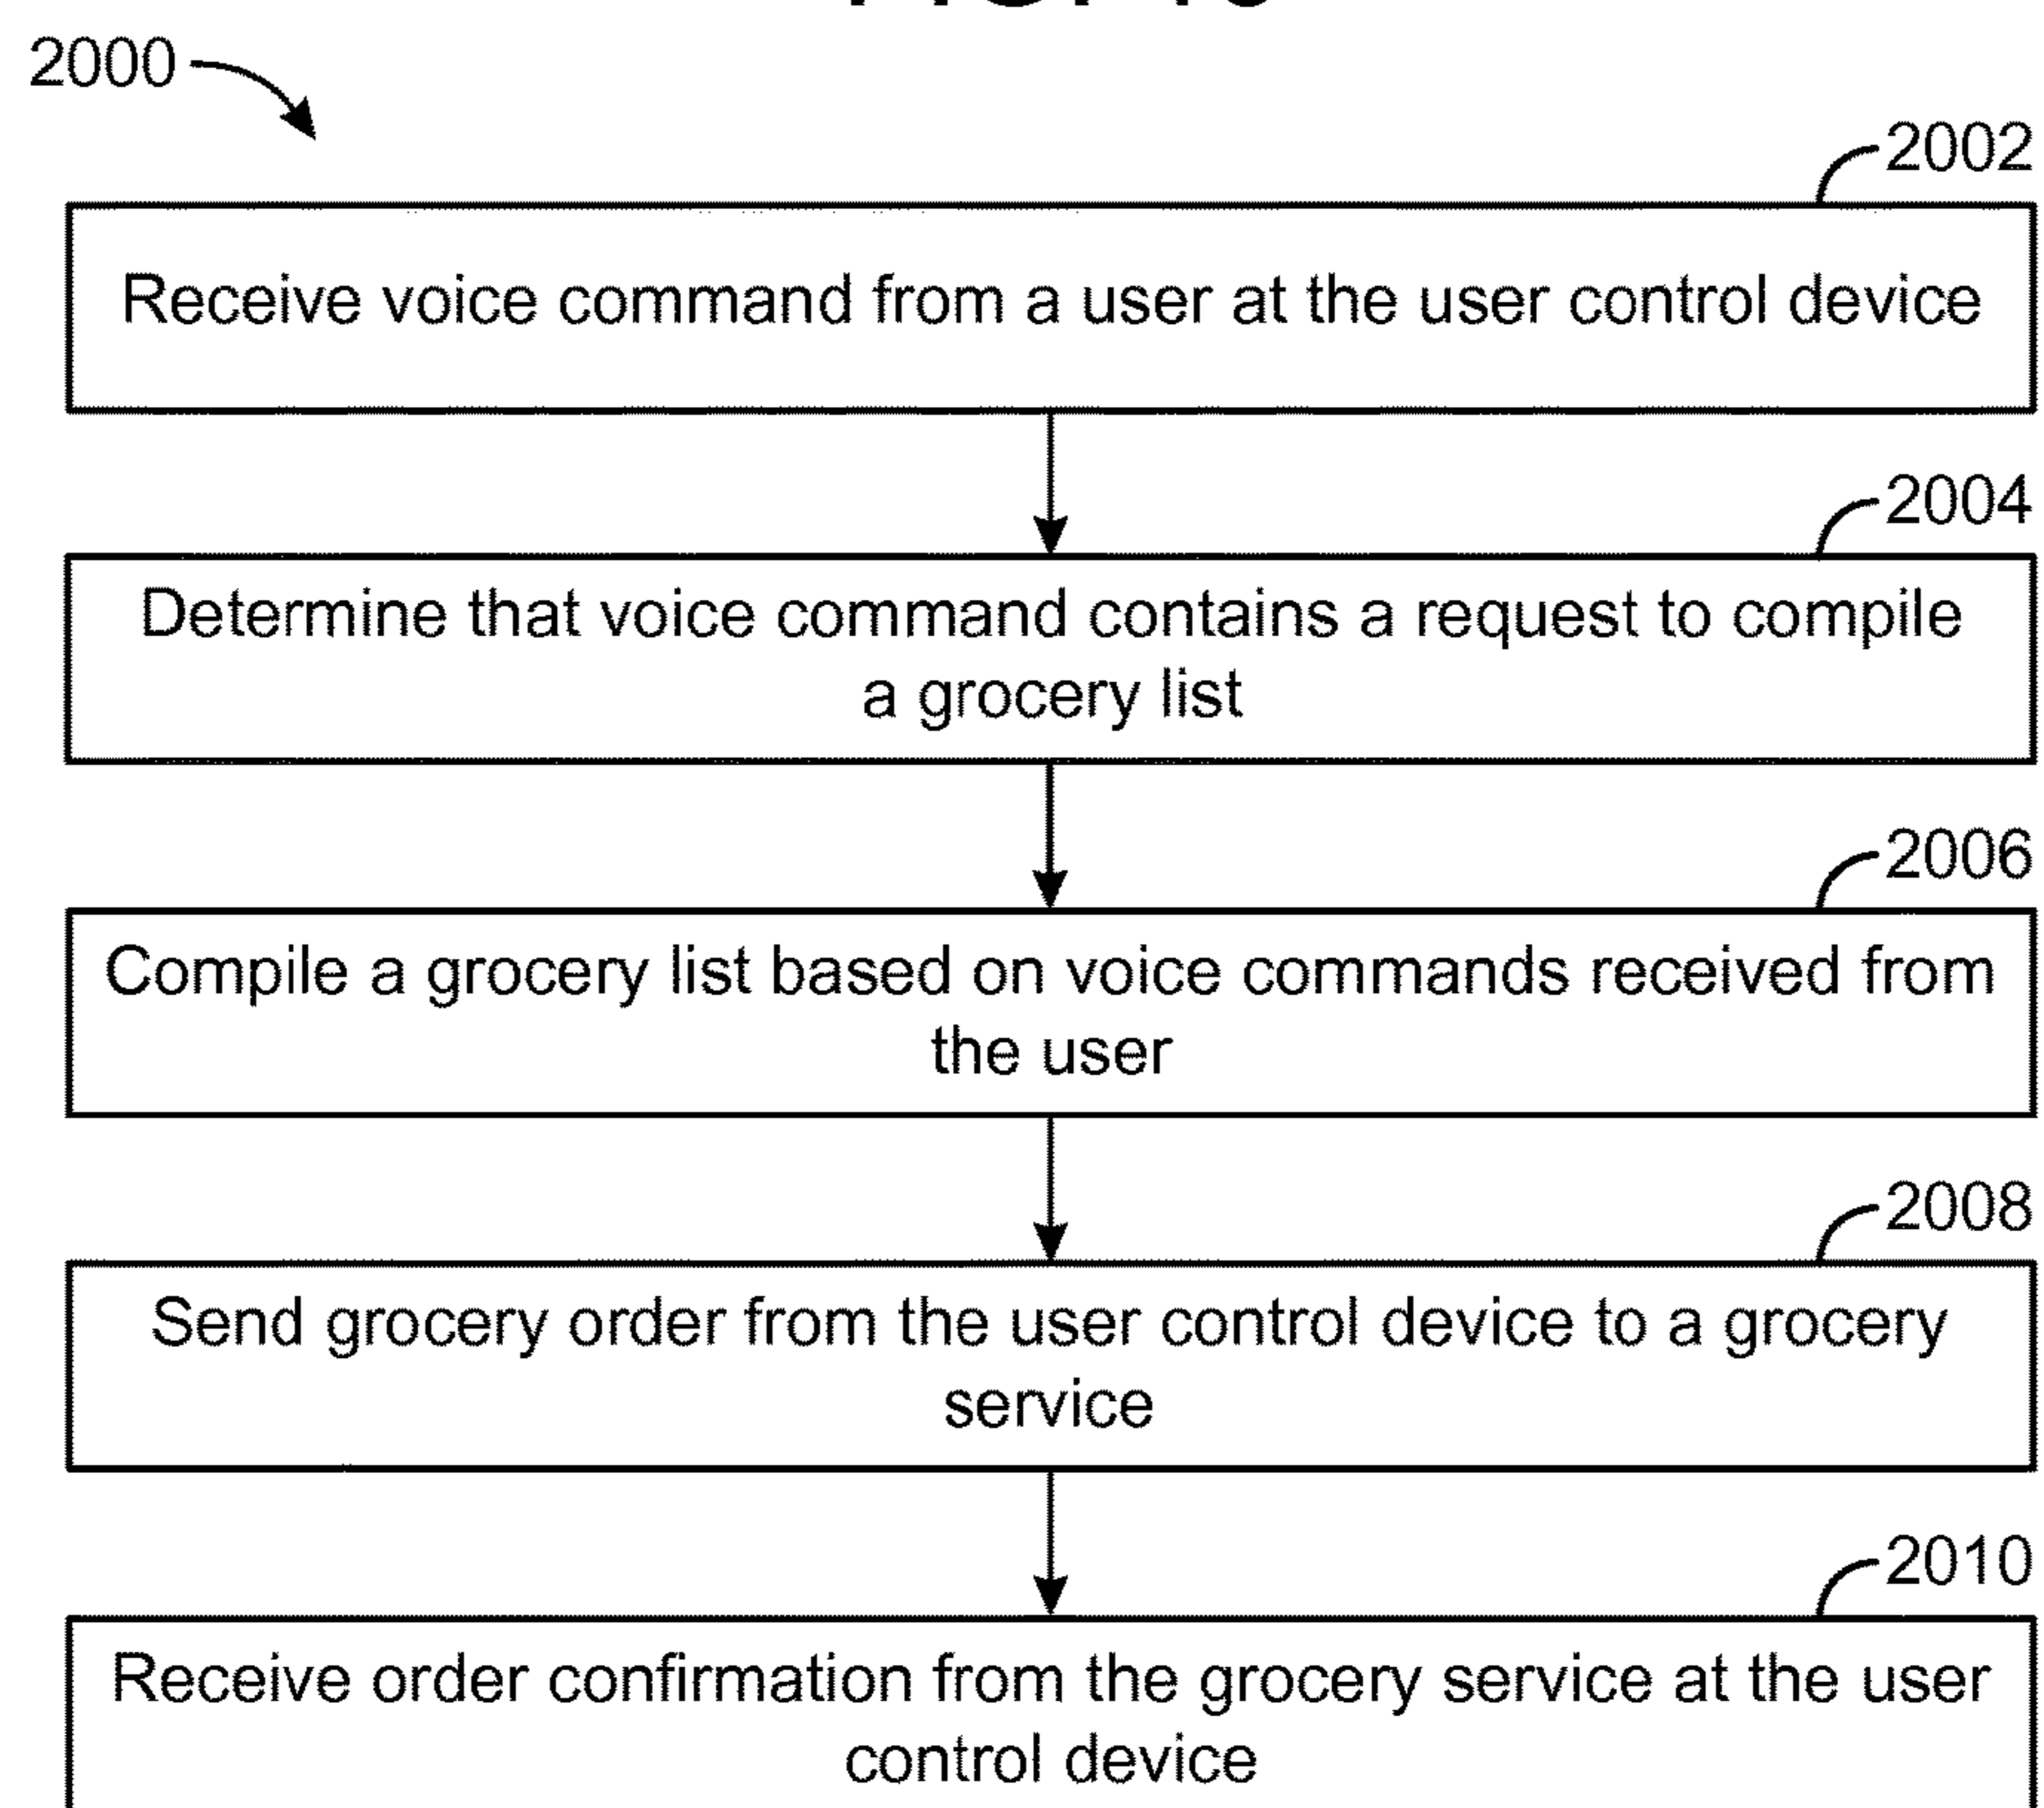 2000
2002
Receive voice command from a user at the user control device
2004
Determine that voice command contains a request to compile
a grocery list
2006
Compile a grocery list based on voice commands received from
the user
2008
Send grocery order from the user control device to a grocery
service
2010
Receive order confirmation from the grocery service at the user
control device